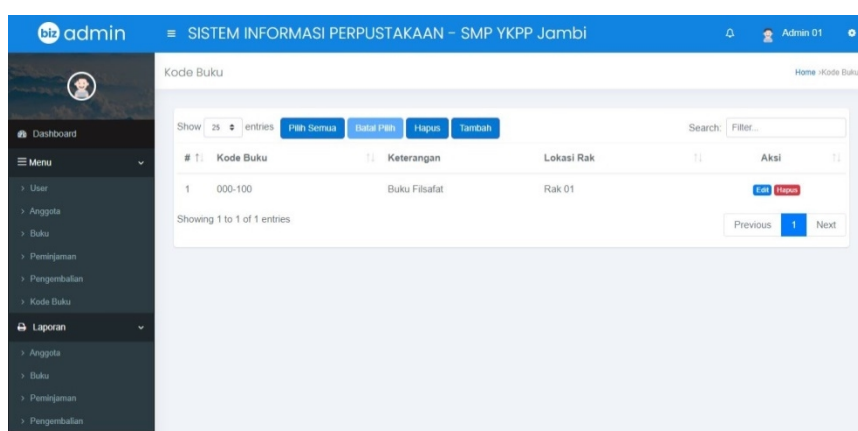 biz admin
≡ SISTEM INFORMASI PERPUSTAKAAN - SMP YKPP Jambi
Admin 01
Kode Buku
Home › Kode Buku
Dashboard
Menu
> User
> Anggota
> Buku
> Peminjaman
> Pengembalian
> Kode Buku
Laporan
> Anggota
> Buku
> Peminjaman
> Pengembalian
Show 25 entries Pilih Semua Batal Pilih Hapus Tambah Search: Filter...
# Kode Buku Keterangan Lokasi Rak Aksi
1 000-100 Buku Filsafat Rak 01 Edit Hapus
Showing 1 to 1 of 1 entries
Previous 1 Next